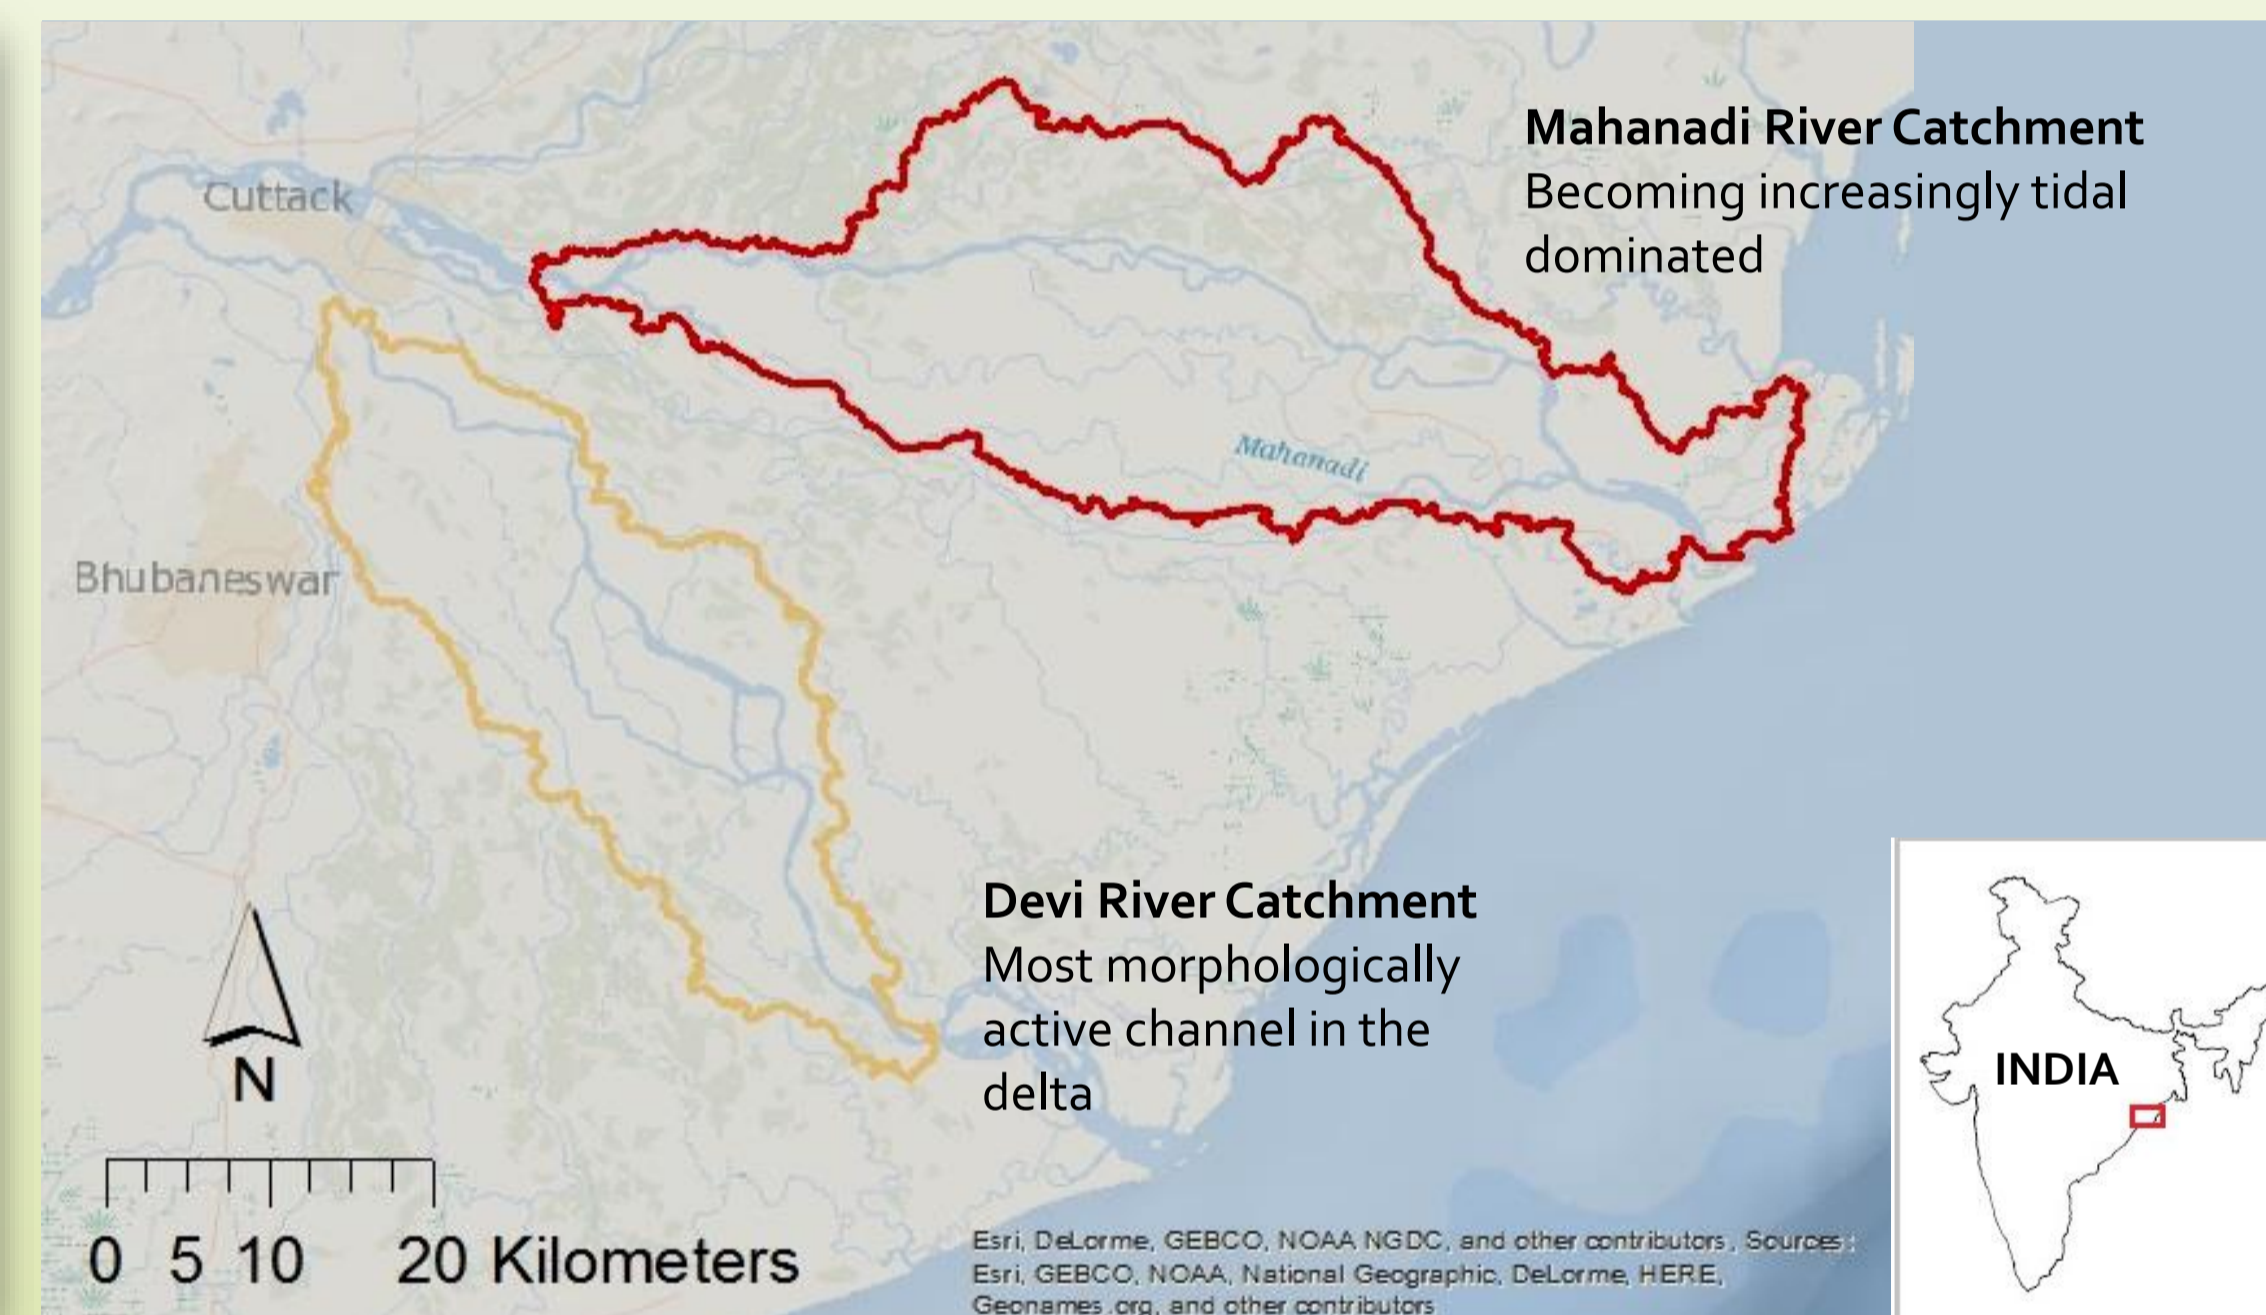 Mahanadi River Catchment
Becoming increasingly tidal
dominated
Cuttack
Mahanadi
Bhubaneswar
Devi River Catchment
Most morphologically
active channel in the
delta
INDIA
N
0 5 10 20 Kilometers
Esri, DeLorme, GEBCO, NOAA NGDC, and other contributors, Sources:
Esri, GEBCO, NOAA, National Geographic, DeLorme, HERE,
Geonames.org, and other contributors